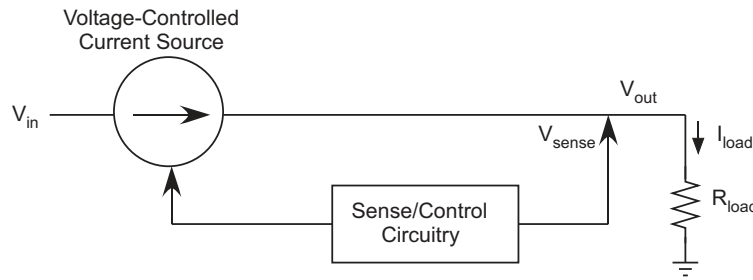 Voltage-Controlled
Current Source
V_in
V_out
V_sense
I_load
R_load
Sense/Control
Circuitry